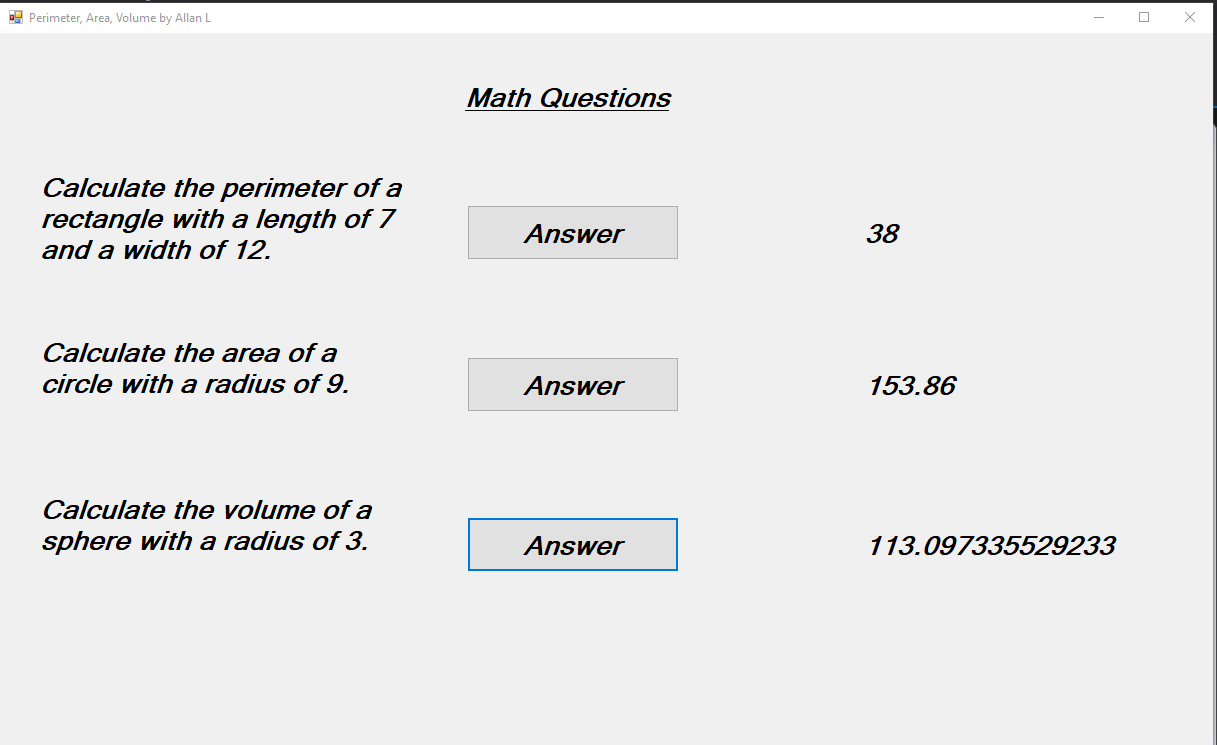 Perimeter, Area, Volume by Allan L
Math Questions
Calculate the perimeter of a
rectangle with a length of 7
and a width of 12.
Answer
38
Calculate the area of a
circle with a radius of 9.
Answer
153.86
Calculate the volume of a
sphere with a radius of 3.
Answer
113.097335529233